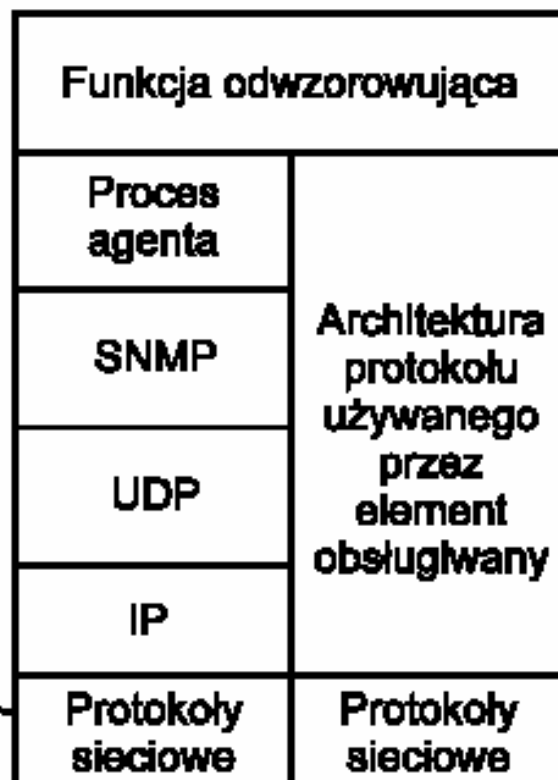 Funkcja odwzorowująca
Proces
agenta
SNMP
UDP
IP
Architektura
protokołu
używanego
przez
element
obsługiwany
Protokoły
sieciowe
Protokoły
sieciowe